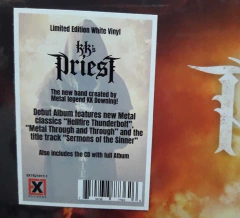 Limited Edition White Vinyl
KK's
Priest
The new band created by
Metal legend KK Downing!
Debut Album features new Metal
classics "Hellfire Thunderbolt",
"Metal Through and Through" and the
title track "Sermons of the Sinner"
Also includes the CD with full Album
X